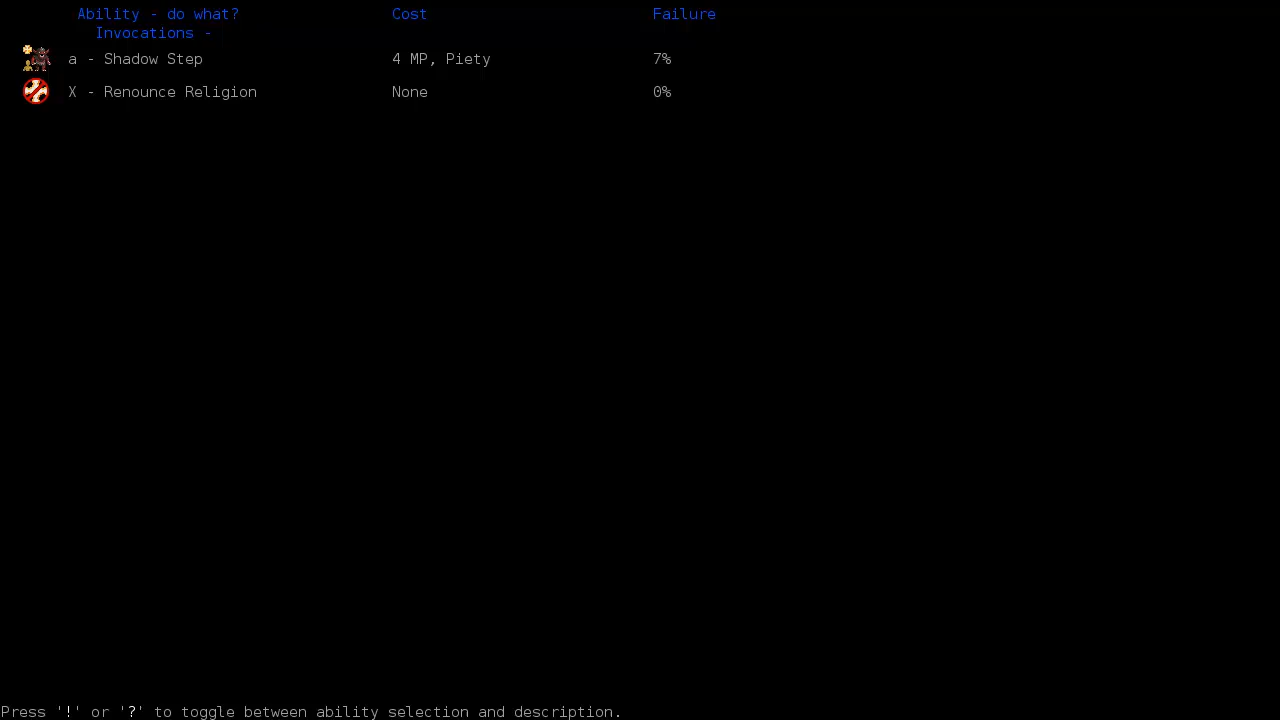 Ability - do what? Cost Failure
Invocations -
a - Shadow Step 4 MP, Piety 7%
X - Renounce Religion None 0%
Press '!' or '?' to toggle between ability selection and description.